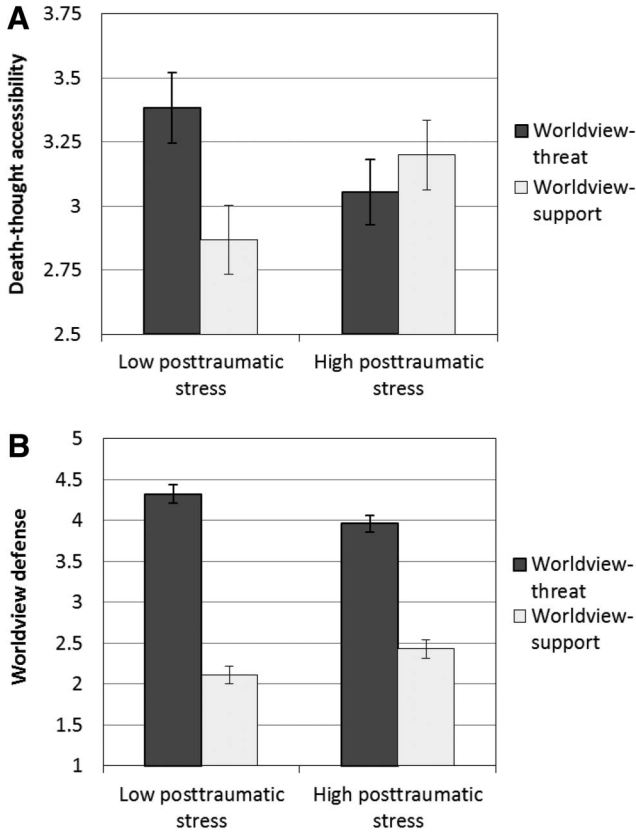 A
Death-thought accessibility
3.75
3.5
3.25
3
2.75
2.5
Low posttraumatic
stress
High posttraumatic
stress
Worldview-
threat
Worldview-
support
B
Worldview defense
5
4.5
4
3.5
3
2.5
2
1.5
1
Low posttraumatic
stress
High posttraumatic
stress
Worldview-
threat
Worldview-
support